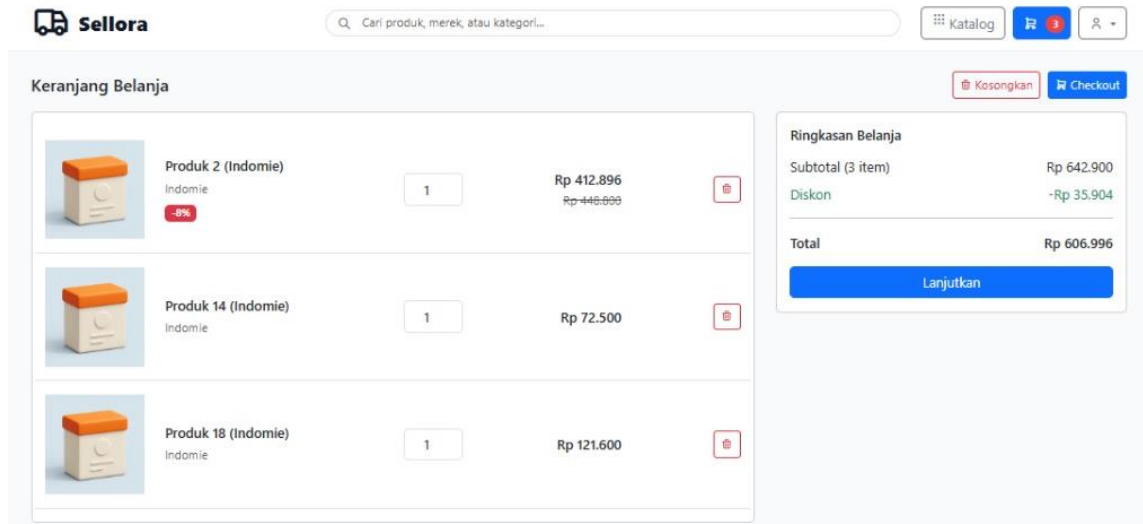 Sellora
Cari produk, merek, atau kategori...
Katalog
3
Keranjang Belanja
Kosongkan
Checkout
Produk 2 (Indomie)
Indomie
-8%
1
Rp 412.896
Rp 448.800
Produk 14 (Indomie)
Indomie
1
Rp 72.500
Produk 18 (Indomie)
Indomie
1
Rp 121.600
Ringkasan Belanja
Subtotal (3 item) Rp 642.900
Diskon -Rp 35.904
Total Rp 606.996
Lanjutkan